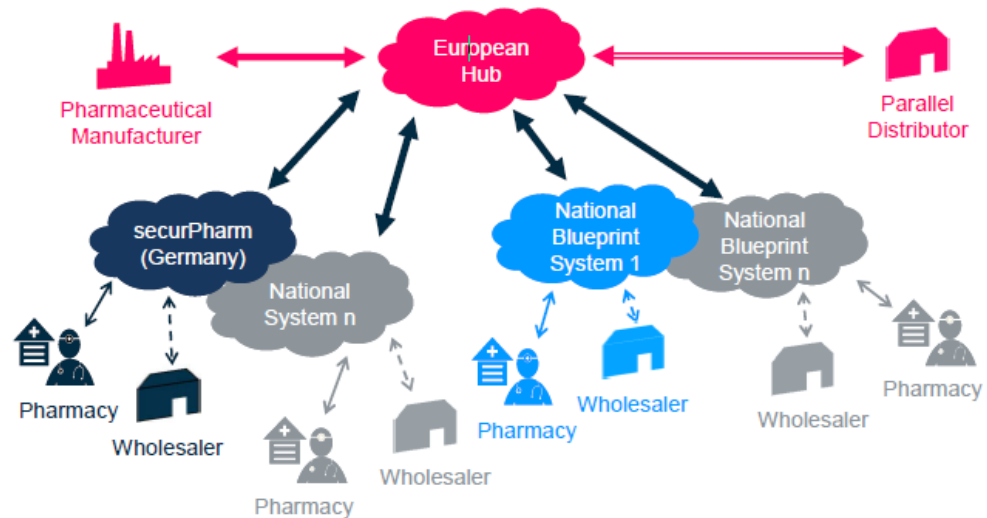 European
Hub
Pharmaceutical
Manufacturer
Parallel
Distributor
securPharm
(Germany)
National
System n
National
Blueprint
System 1
National
Blueprint
System n
Pharmacy
Wholesaler
Pharmacy
Wholesaler
Pharmacy
Wholesaler
Wholesaler
Pharmacy